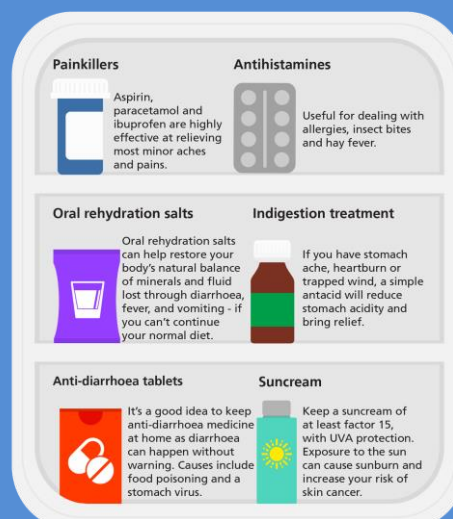 Painkillers
Aspirin,
paracetamol and
ibuprofen are highly
effective at relieving
most minor aches
and pains.
Antihistamines
Useful for dealing with
allergies, insect bites
and hay fever.
Oral rehydration salts
Oral rehydration salts
can help restore your
body's natural balance
of minerals and fluid
lost through diarrhoea,
fever, and vomiting - if
you can't continue
your normal diet.
Indigestion treatment
If you have stomach
ache, heartburn or
trapped wind, a simple
antacid will reduce
stomach acidity and
bring relief.
Anti-diarrhoea tablets
It's a good idea to keep
anti-diarrhoea medicine
at home as diarrhoea
can happen without
warning. Causes include
food poisoning and a
stomach virus.
Suncream
Keep a suncream of
at least factor 15,
with UVA protection.
Exposure to the sun
can cause sunburn and
increase your risk of
skin cancer.